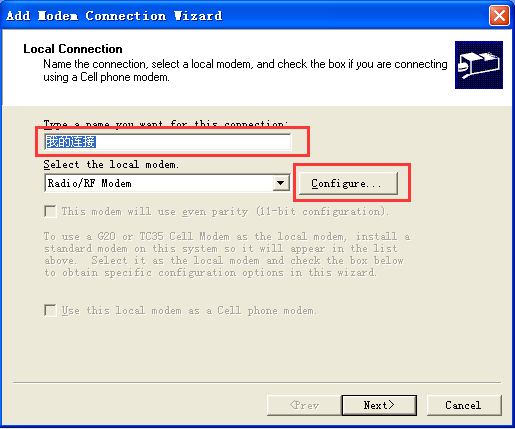 Add Modem Connection Wizard
Local Connection
Name the connection, select a local modem, and check the box if you are connecting
using a Cell phone modem.
Type a name you want for this connection:
我的连接
Select the local modem.
Radio/RF Modem
Configure...
This modem will use even parity (11-bit configuration).
To use a G20 or TC35 Cell Modem as the local modem, install a
standard modem on this system so it will appear in the list
above.  Select it as the local modem and check the box below
to obtain specific configuration options in this wizard.
Use this local modem as a Cell phone modem.
<Prev
Next>
Cancel